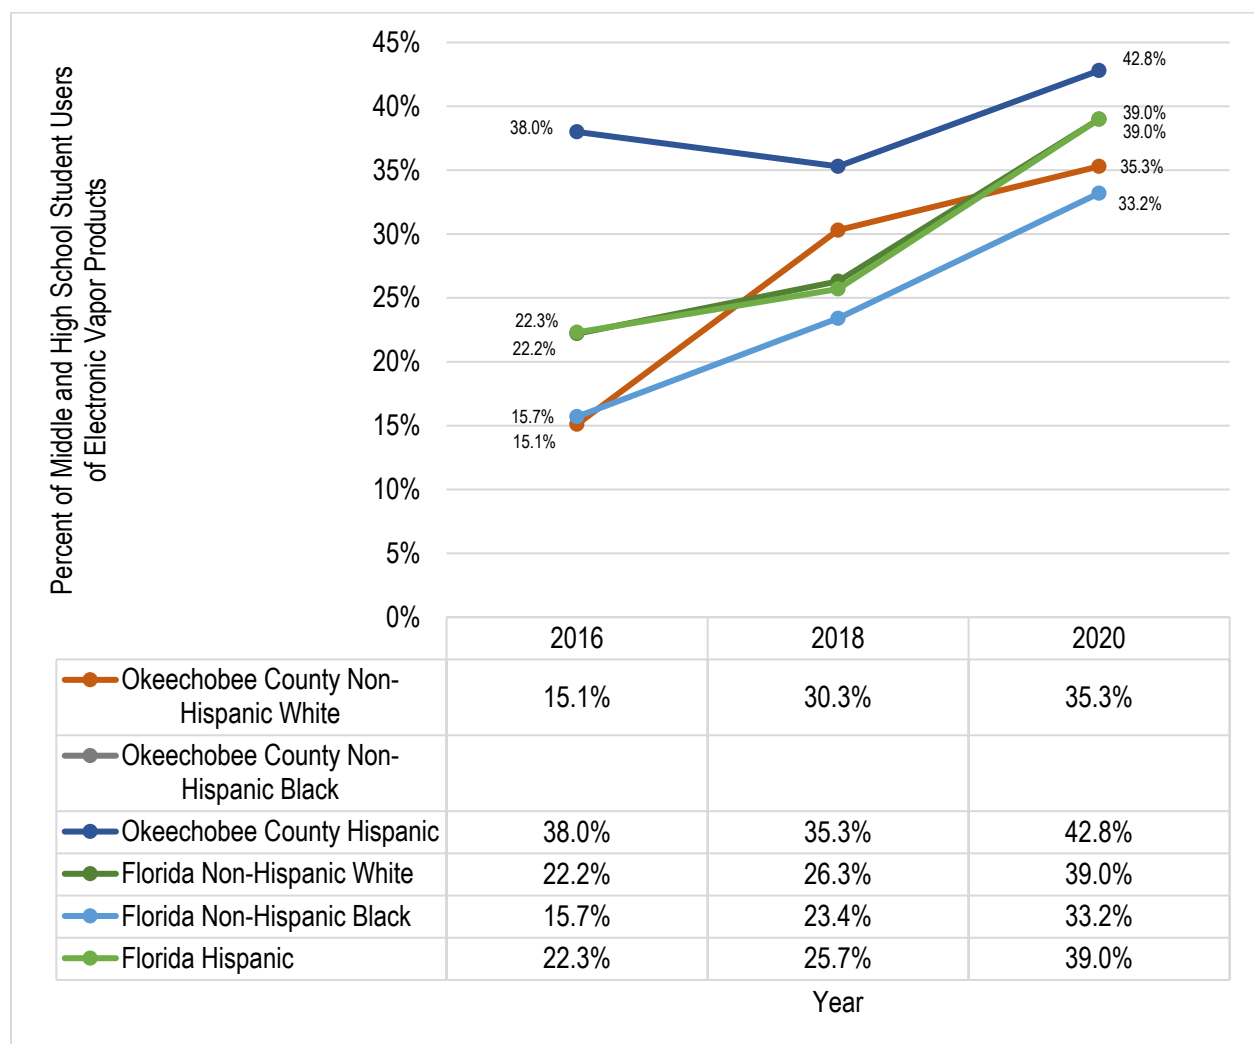 Percent of Middle and High School Student Users
of Electronic Vapor Products
45%
40%
35%
30%
25%
20%
15%
10%
5%
0%
38.0%
22.3%
22.2%
15.7%
15.1%
42.8%
39.0%
39.0%
35.3%
33.2%
2016 2018 2020
Okeechobee County Non-
Hispanic White 15.1% 30.3% 35.3%
Okeechobee County Non-
Hispanic Black
Okeechobee County Hispanic 38.0% 35.3% 42.8%
Florida Non-Hispanic White 22.2% 26.3% 39.0%
Florida Non-Hispanic Black 15.7% 23.4% 33.2%
Florida Hispanic 22.3% 25.7% 39.0%
Year